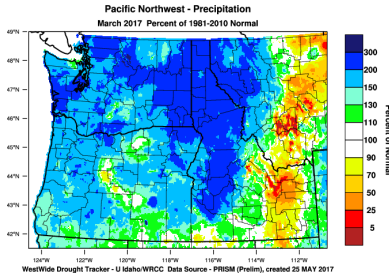 Pacific Northwest - Precipitation
March 2017 Percent of 1981-2010 Normal
49°N
48°N
47°N
46°N
45°N
44°N
43°N
42°N
124°W 122°W 120°W 118°W 116°W 114°W 112°W
300
200
150
130
110
100
90
70
50
25
5
Percent of Normal
WestWide Drought Tracker - U Idaho/WRCC Data Source - PRISM (Prelim), created 25 MAY 2017